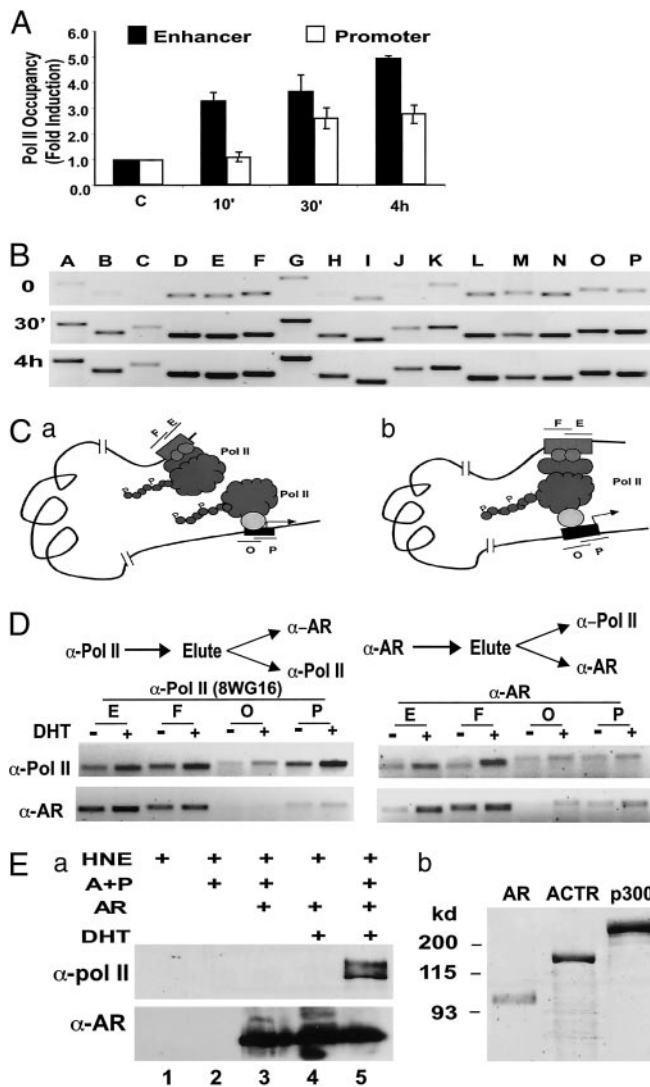 A
Pol II Occupancy
(Fold Induction)
6.0
5.0
4.0
3.0
2.0
1.0
0.0
Enhancer
Promoter
C
10'
30'
4h
B
A B C D E F G H I J K L M N O P
0
30'
4h
C
a
F E
Pol II
P P P
Pol II
P P P
O P
b
F E
Pol II
P P P
O P
D
α-Pol II → Elute
α-AR
α-Pol II
α-AR → Elute
α-Pol II
α-AR
α-Pol II (8WG16)
E F O P
DHT - + - + - + - +
α-Pol II
α-AR
α-AR
E F O P
- + - + - + - +
E
a
HNE + + + + +
A+P + + +
AR + + +
DHT + +
α-pol II
α-AR
1 2 3 4 5
b
AR ACTR p300
kd
200
115
93